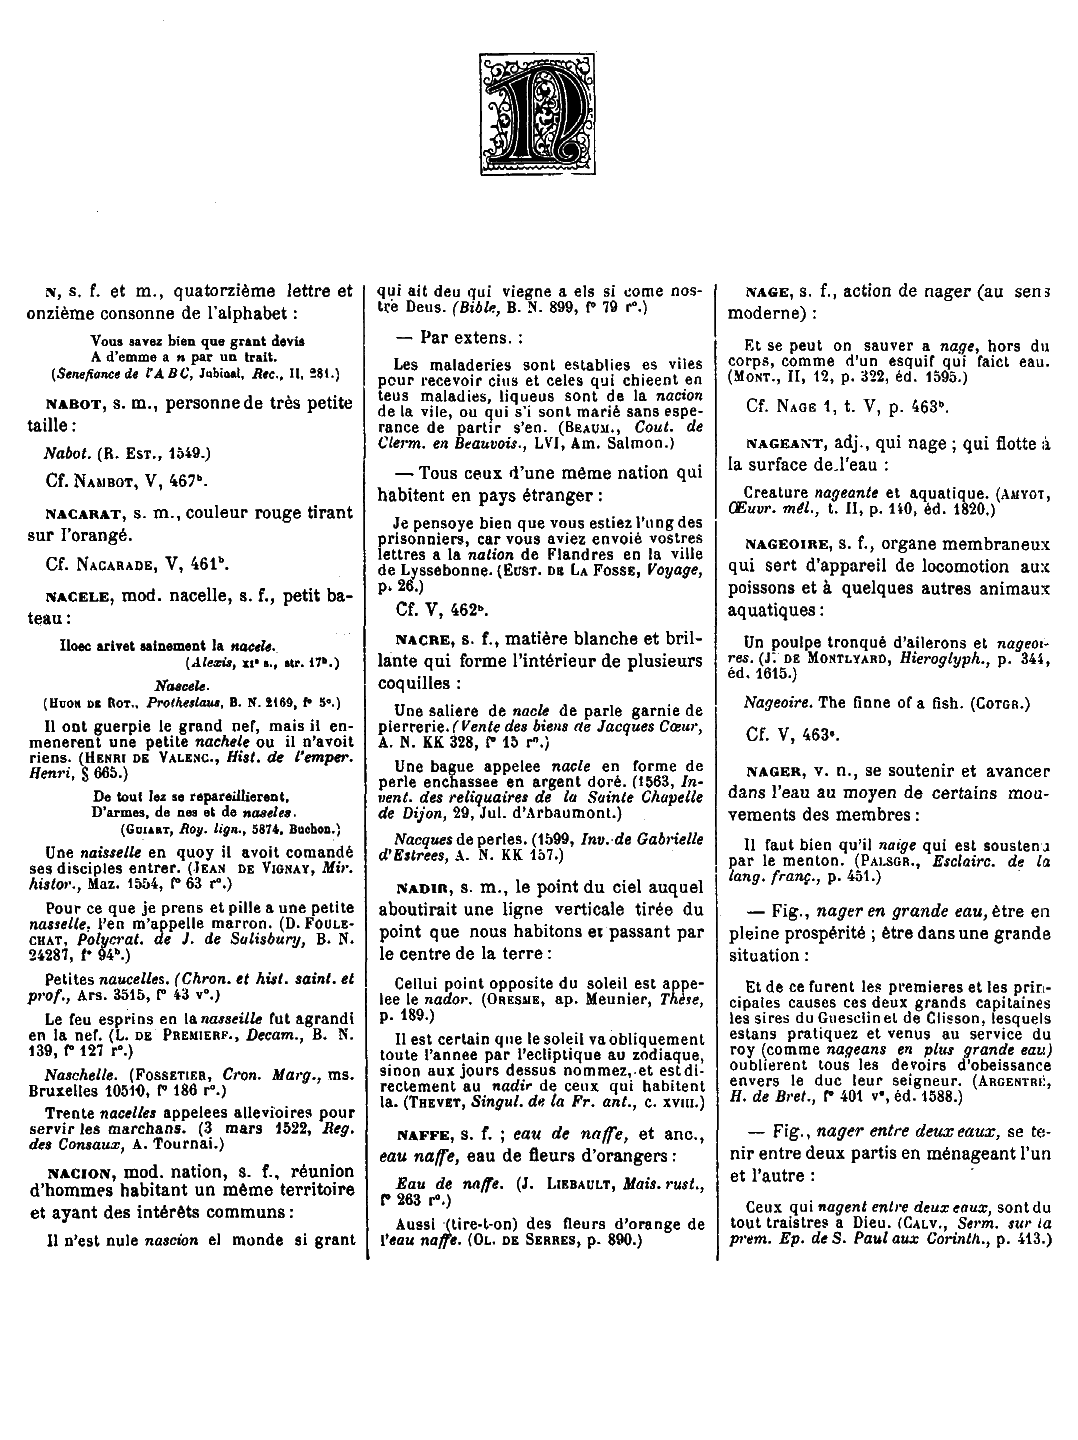 N
N, s. f. et m., quatorzième lettre et
onzième consonne de l'alphabet :
Vous savez bien que grant devis
A d'emme a n par un trait.
(Senefiance de l'A B C, Jubinal, Rec., II, 281.)
NABOT, s. m., personne de très petite
taille :
Nabot. (R. EST., 1549.)
Cf. NAMBOT, V, 467ᵇ.
NACARAT, s. m., couleur rouge tirant
sur l'orangé.
Cf. NACARADE, V, 461ᵇ.
NACELE, mod. nacelle, s. f., petit ba-
teau :
Iloec arivet sainement la nacele.
(Alexis, XIᵉ s., str. 17ᵇ.)
Nascele.
(HUON DE ROT., Protheslaus, B. N. 2169, fº 5º.)
Il ont guerpie le grand nef, mais il en-
menerent une petite nachele ou il n'avoit
riens. (HENRI DE VALENC., Hist. de l'emper.
Henri, § 665.)
De tout lez se repareillierent,
D'armes, de nes et de naseles.
(GUIART, Roy. lign., 5874, Buchon.)
Une naisselle en quoy il avoit comandé
ses disciples entrer. (JEAN DE VIGNAY, Mir.
histor., Maz. 1554, fº 63 rº.)
Pour ce que je prens et pille a une petite
nasselle, l'en m'appelle marron. (D. FOULE-
CHAT, Polycrat. de J. de Salisbury, B. N.
24287, fº 94ᵇ.)
Petites naucelles. (Chron. et hist. saint. et
prof., Ars. 3515, fº 43 vº.)
Le feu esprins en la nasseille fut agrandi
en la nef. (L. DE PREMIERF., Decam., B. N.
139, fº 127 rº.)
Naschelle. (FOSSETIER, Cron. Marg., ms.
Bruxelles 10510, fº 186 rº.)
Trente nacelles appelees allevioires pour
servir les marchans. (3 mars 1522, Reg.
des Consaux, A. Tournai.)
NACION, mod. nation, s. f., réunion
d'hommes habitant un même territoire
et ayant des intérêts communs :
Il n'est nule nascion el monde si grant
qui ait deu qui viegne a els si come nos-
tre Deus. (Bible, B. N. 899, fº 79 rº.)
— Par extens. :
Les maladeries sont establies es viles
pour recevoir cius et celes qui chieent en
teus maladies, liqueus sont de la nacion
de la vile, ou qui s'i sont marié sans espe-
rance de partir s'en. (BEAUM., Cout. de
Clerm. en Beauvois., LVI, Am. Salmon.)
— Tous ceux d'une même nation qui
habitent en pays étranger :
Je pensoye bien que vous estiez l'ung des
prisonniers, car vous aviez envoié vostres
lettres a la nation de Flandres en la ville
de Lyssebonne. (EUST. DE LA FOSSE, Voyage,
p. 26.)
Cf. V, 462ᵇ.
NACRE, s. f., matière blanche et bril-
lante qui forme l'intérieur de plusieurs
coquilles :
Une saliere de nacle de parle garnie de
pierrerie. (Vente des biens de Jacques Cœur,
A. N. KK 328, fº 15 rº.)
Une bague appelee nacle en forme de
perle enchassee en argent doré. (1563, In-
vent. des reliquaires de la Sainte Chapelle
de Dijon, 29, Jul. d'Arbaumont.)
Nacques de perles. (1599, Inv. de Gabrielle
d'Estrees, A. N. KK 157.)
NADIR, s. m., le point du ciel auquel
aboutirait une ligne verticale tirée du
point que nous habitons et passant par
le centre de la terre :
Cellui point opposite du soleil est appe-
lee le nador. (ORESME, ap. Meunier, Thèse,
p. 189.)
Il est certain que le soleil va obliquement
toute l'annee par l'ecliptique au zodiaque,
sinon aux jours dessus nommez, et est di-
rectement au nadir de ceux qui habitent
la. (THEVET, Singul. de la Fr. ant., c. XVIII.)
NAFFE, s. f. ; eau de naffe, et anc.,
eau naffe, eau de fleurs d'orangers :
Eau de naffe. (J. LIEBAULT, Mais. rust.,
fº 263 rº.)
Aussi (tire-t-on) des fleurs d'orange de
l'eau naffe. (OL. DE SERRES, p. 890.)
NAGE, s. f., action de nager (au sens
moderne) :
Et se peut on sauver a nage, hors du
corps, comme d'un esquif qui faict eau.
(MONT., II, 12, p. 322, éd. 1595.)
Cf. NAGE 1, t. V, p. 463ᵇ.
NAGEANT, adj., qui nage ; qui flotte à
la surface de l'eau :
Creature nageante et aquatique. (AMYOT,
Œuvr. mél., t. II, p. 140, éd. 1820.)
NAGEOIRE, s. f., organe membraneux
qui sert d'appareil de locomotion aux
poissons et à quelques autres animaux
aquatiques :
Un poulpe tronqué d'ailerons et nageoi-
res. (J. DE MONTLYARD, Hieroglyph., p. 344,
éd. 1615.)
Nageoire. The finne of a fish. (COTGR.)
Cf. V, 463ᵉ.
NAGER, v. n., se soutenir et avancer
dans l'eau au moyen de certains mou-
vements des membres :
Il faut bien qu'il naige qui est soustenu
par le menton. (PALSGR., Esclairc. de la
lang. franç., p. 451.)
— Fig., nager en grande eau, être en
pleine prospérité ; être dans une grande
situation :
Et de ce furent les premieres et les prin-
cipales causes ces deux grands capitaines
les sires du Guesclin et de Clisson, lesquels
estans pratiquez et venus au service du
roy (comme nageans en plus grande eau)
oublierent tous les devoirs d'obeissance
envers le duc leur seigneur. (ARGENTRÉ,
H. de Bret., fº 401 vº, éd. 1588.)
— Fig., nager entre deux eaux, se te-
nir entre deux partis en ménageant l'un
et l'autre :
Ceux qui nagent entre deux eaux, sont du
tout traistres a Dieu. (CALV., Serm. sur la
prem. Ep. de S. Paul aux Corinth., p. 413.)